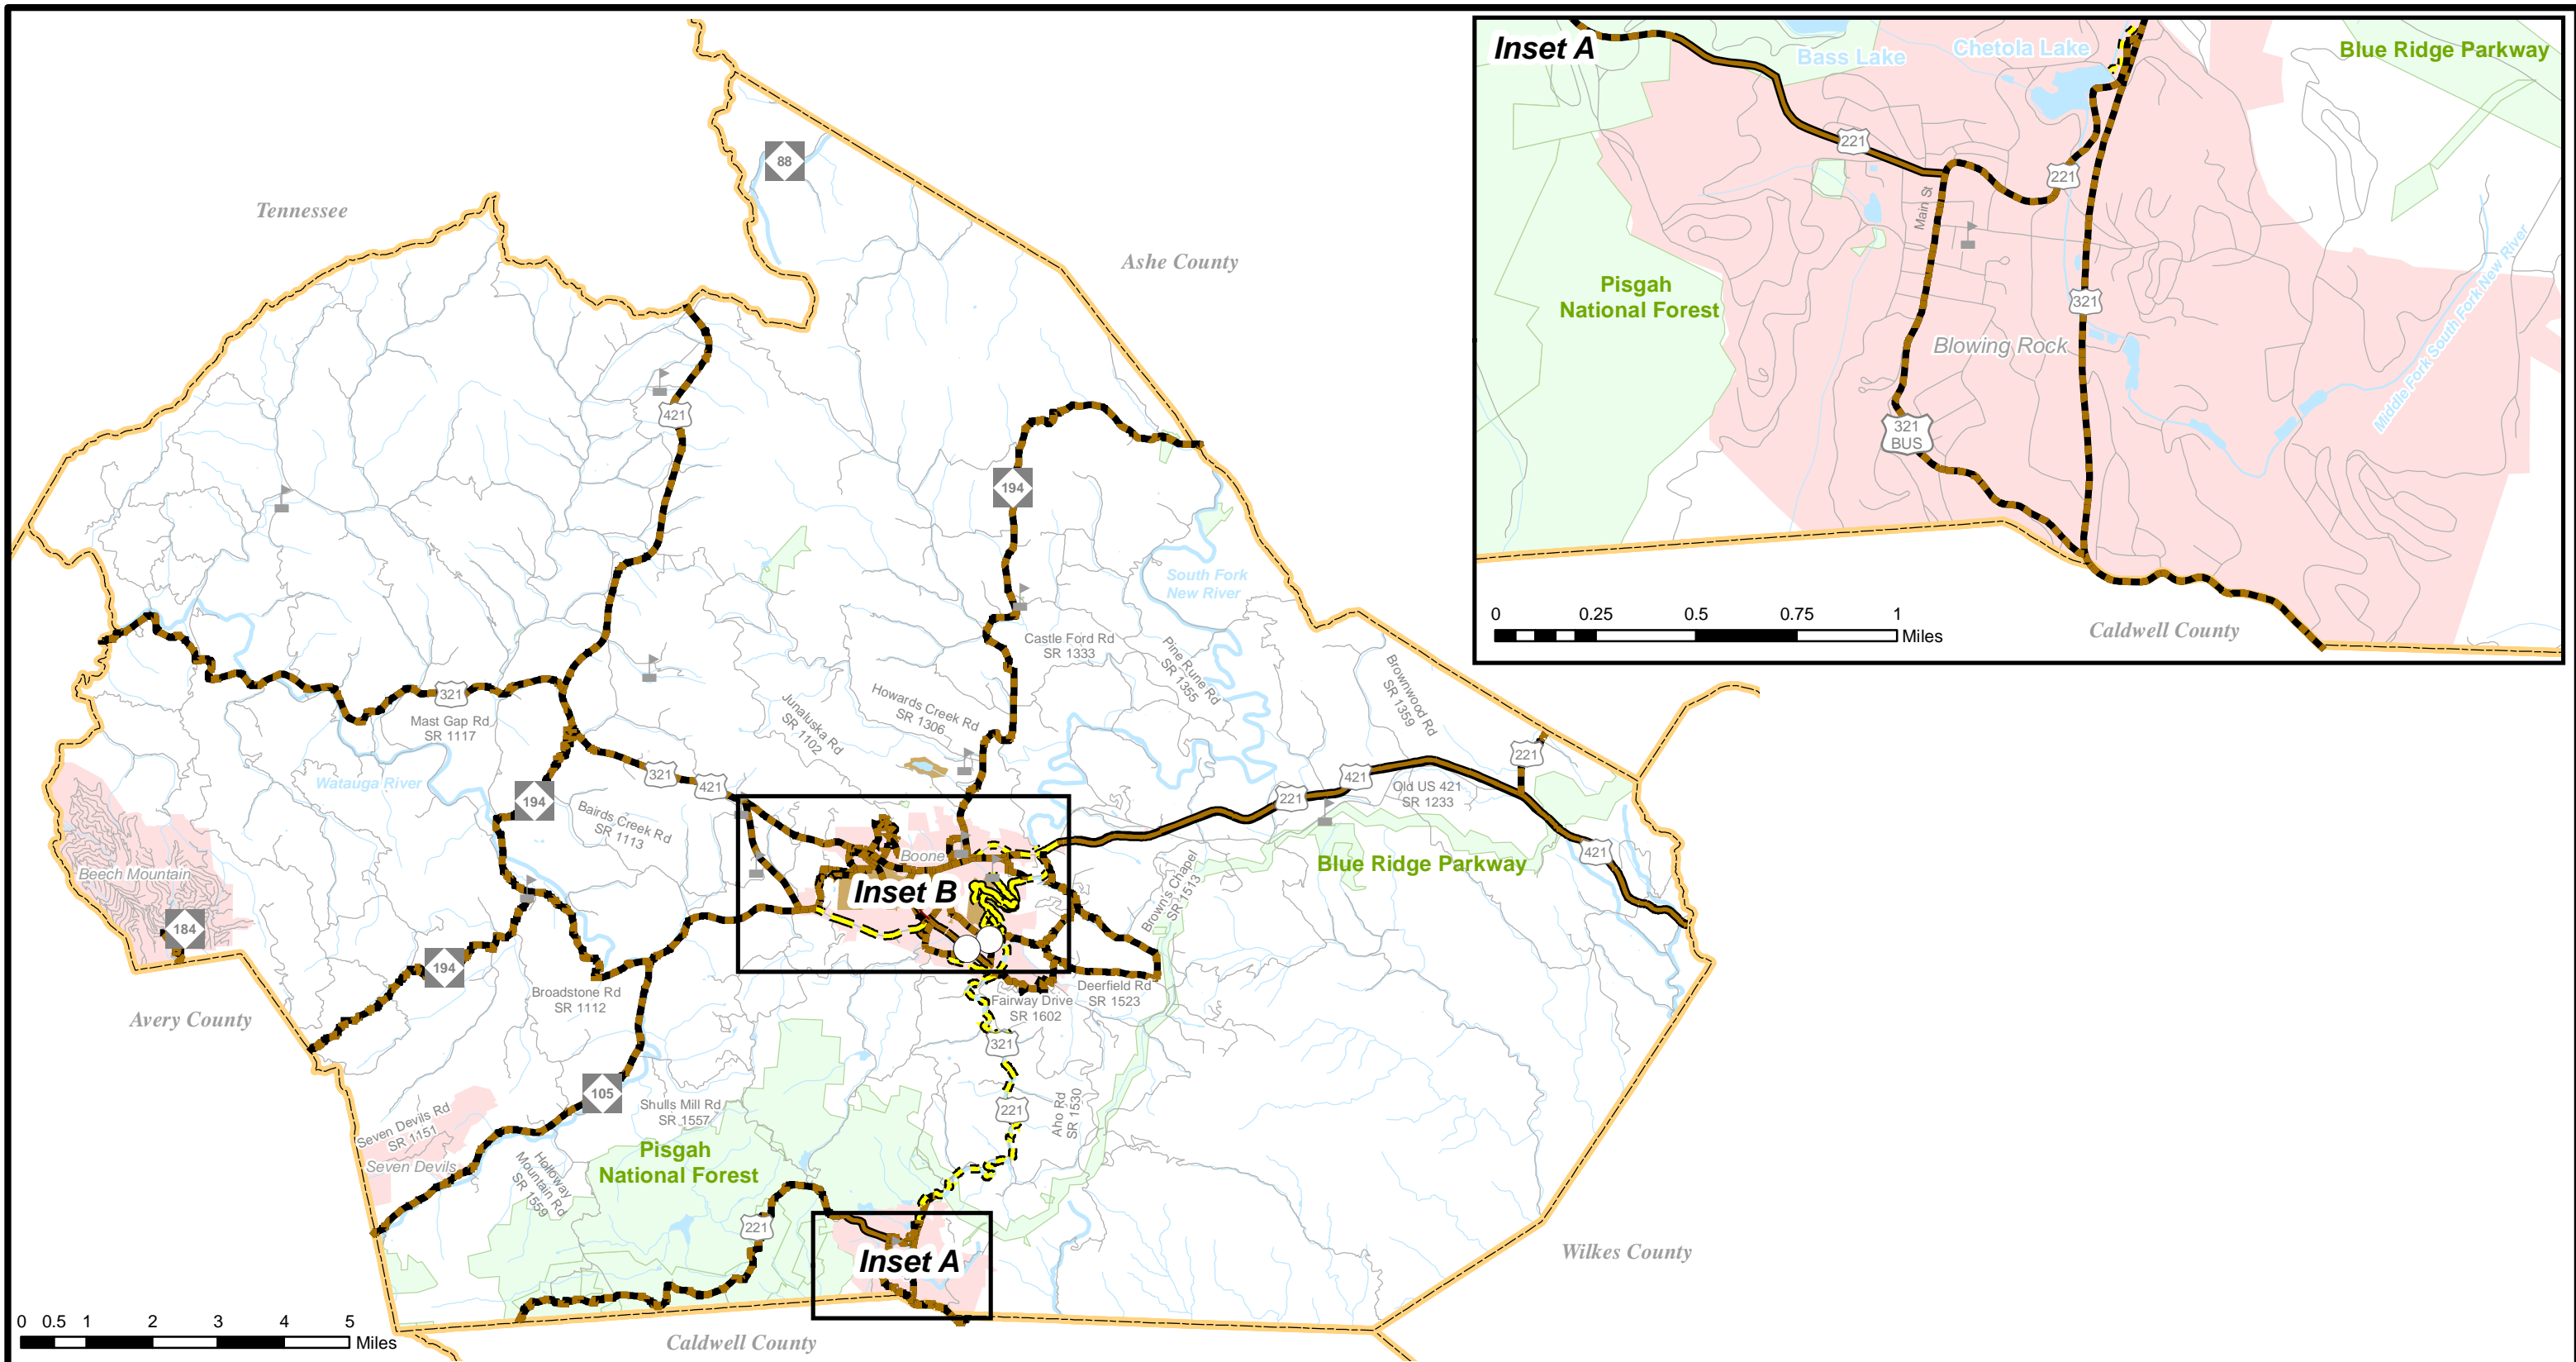 Inset A
Bass Lake
Chetola Lake
Blue Ridge Parkway
221
221
Main St
Pisgah
National Forest
321
Blowing Rock
321
BUS
Middle Fork South Fork New River
0
0.25
0.5
0.75
1
Miles
Caldwell County
88
Tennessee
Ashe County
421
194
South Fork
New River
Castle Ford Rd
SR 1333
Pine Rune Rd
SR 1355
Brownwood Rd
SR 1359
321
Mast Gap Rd
SR 1117
Howards Creek Rd
SR 1306
Junaluska Rd
SR 1102
Watauga River
321
421
194
Bairds Creek Rd
SR 1113
221
421
221
Old US 421
SR 1233
421
Boone
Blue Ridge Parkway
Beech Mountain
Inset B
Brown's Chapel
SR 1513
184
194
Broadstone Rd
SR 1112
Fairway Drive
SR 1602
Deerfield Rd
SR 1523
Avery County
321
105
221
Aho Rd
SR 1530
Shulls Mill Rd
SR 1557
Seven Devils Rd
SR 1151
Seven Devils
Holloway
Mountain Rd
SR 1559
Pisgah
National Forest
221
Inset A
Wilkes County
0 0.5 1 2 3 4 5
Miles
Caldwell County